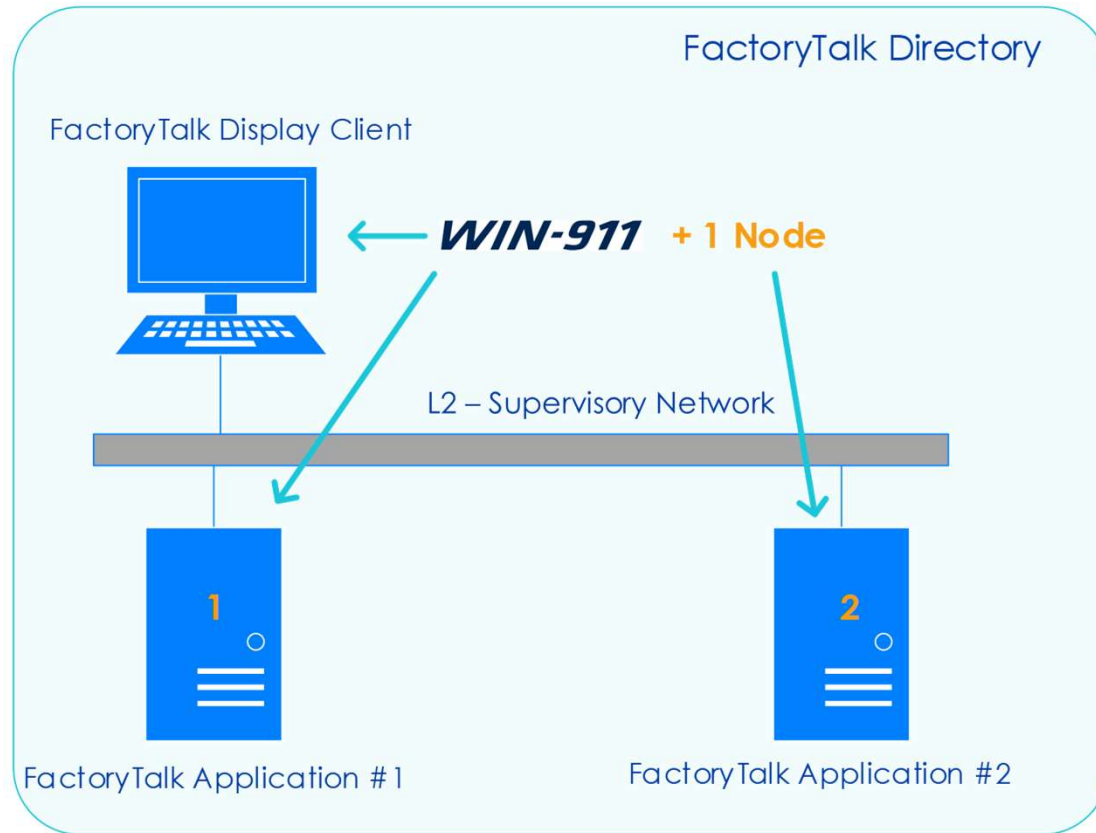 FactoryTalk Directory
FactoryTalk Display Client
WIN-911 + 1 Node
L2 – Supervisory Network
1
2
FactoryTalk Application #1
FactoryTalk Application #2